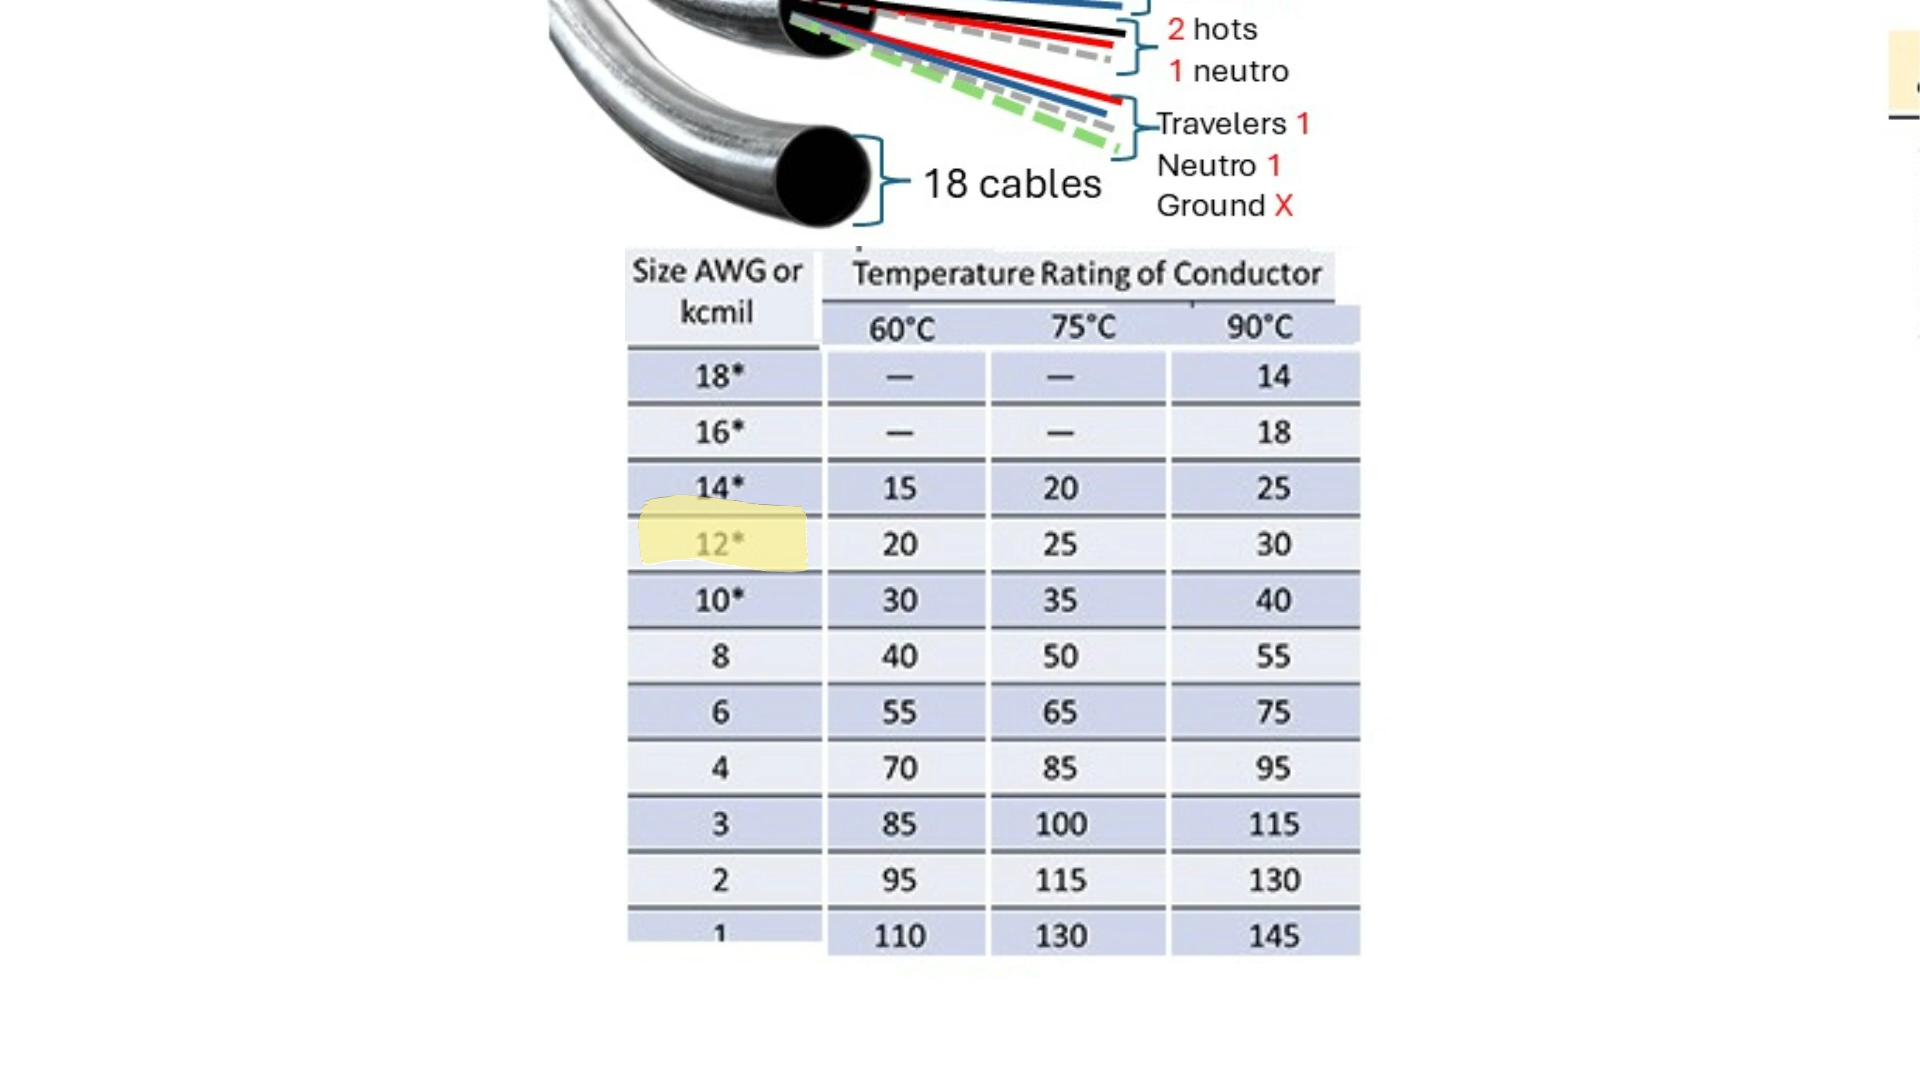 2 hots
1 neutro
Travelers 1
Neutro 1
Ground X
18 cables
Size AWG or
kcmil
Temperature Rating of Conductor
60°C 75°C 90°C
18* — — 14
16* — — 18
14* 15 20 25
12* 20 25 30
10* 30 35 40
8 40 50 55
6 55 65 75
4 70 85 95
3 85 100 115
2 95 115 130
1 110 130 145